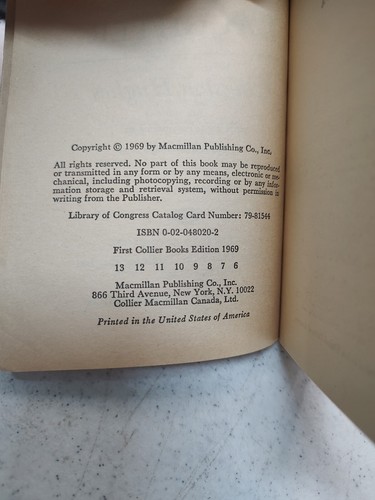 Copyright © 1969 by Macmillan Publishing Co., Inc.
All rights reserved. No part of this book may be reproduced
or transmitted in any form or by any means, electronic or me-
chanical, including photocopying, recording or by any infor-
mation storage and retrieval system, without permission in
writing from the Publisher.
Library of Congress Catalog Card Number: 79-81544
ISBN 0-02-048020-2
First Collier Books Edition 1969
13 12 11 10 9 8 7 6
Macmillan Publishing Co., Inc.
866 Third Avenue, New York, N.Y. 10022
Collier Macmillan Canada, Ltd.
Printed in the United States of America